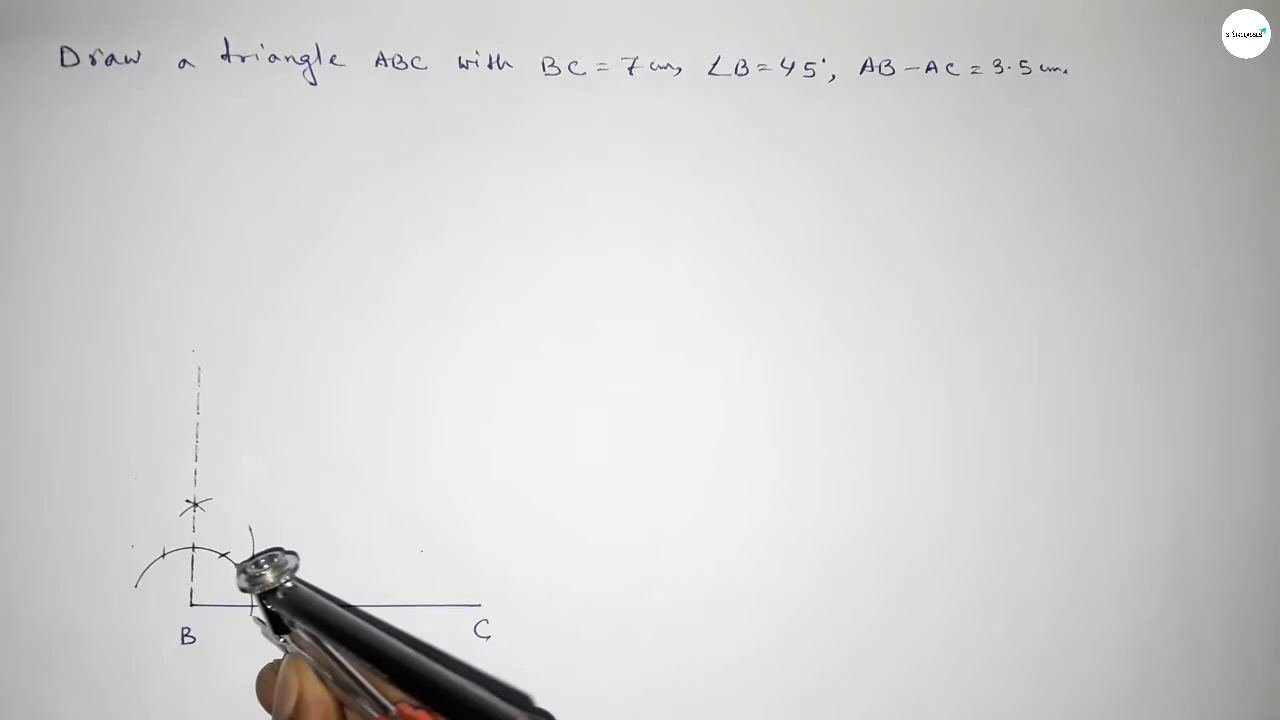 Draw a triangle ABC with BC = 7 cm, ∠B = 45°, AB - AC = 3.5 cm.
B
C